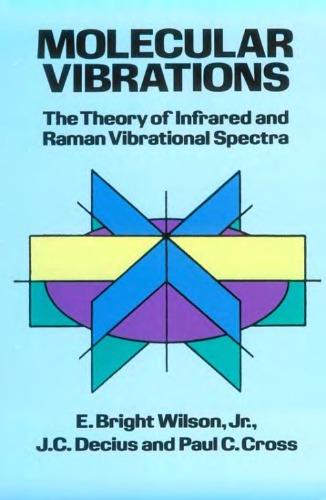 MOLECULAR
VIBRATIONS
The Theory of Infrared and
Raman Vibrational Spectra
E. Bright Wilson, Jr.,
J.C. Decius and Paul C. Cross